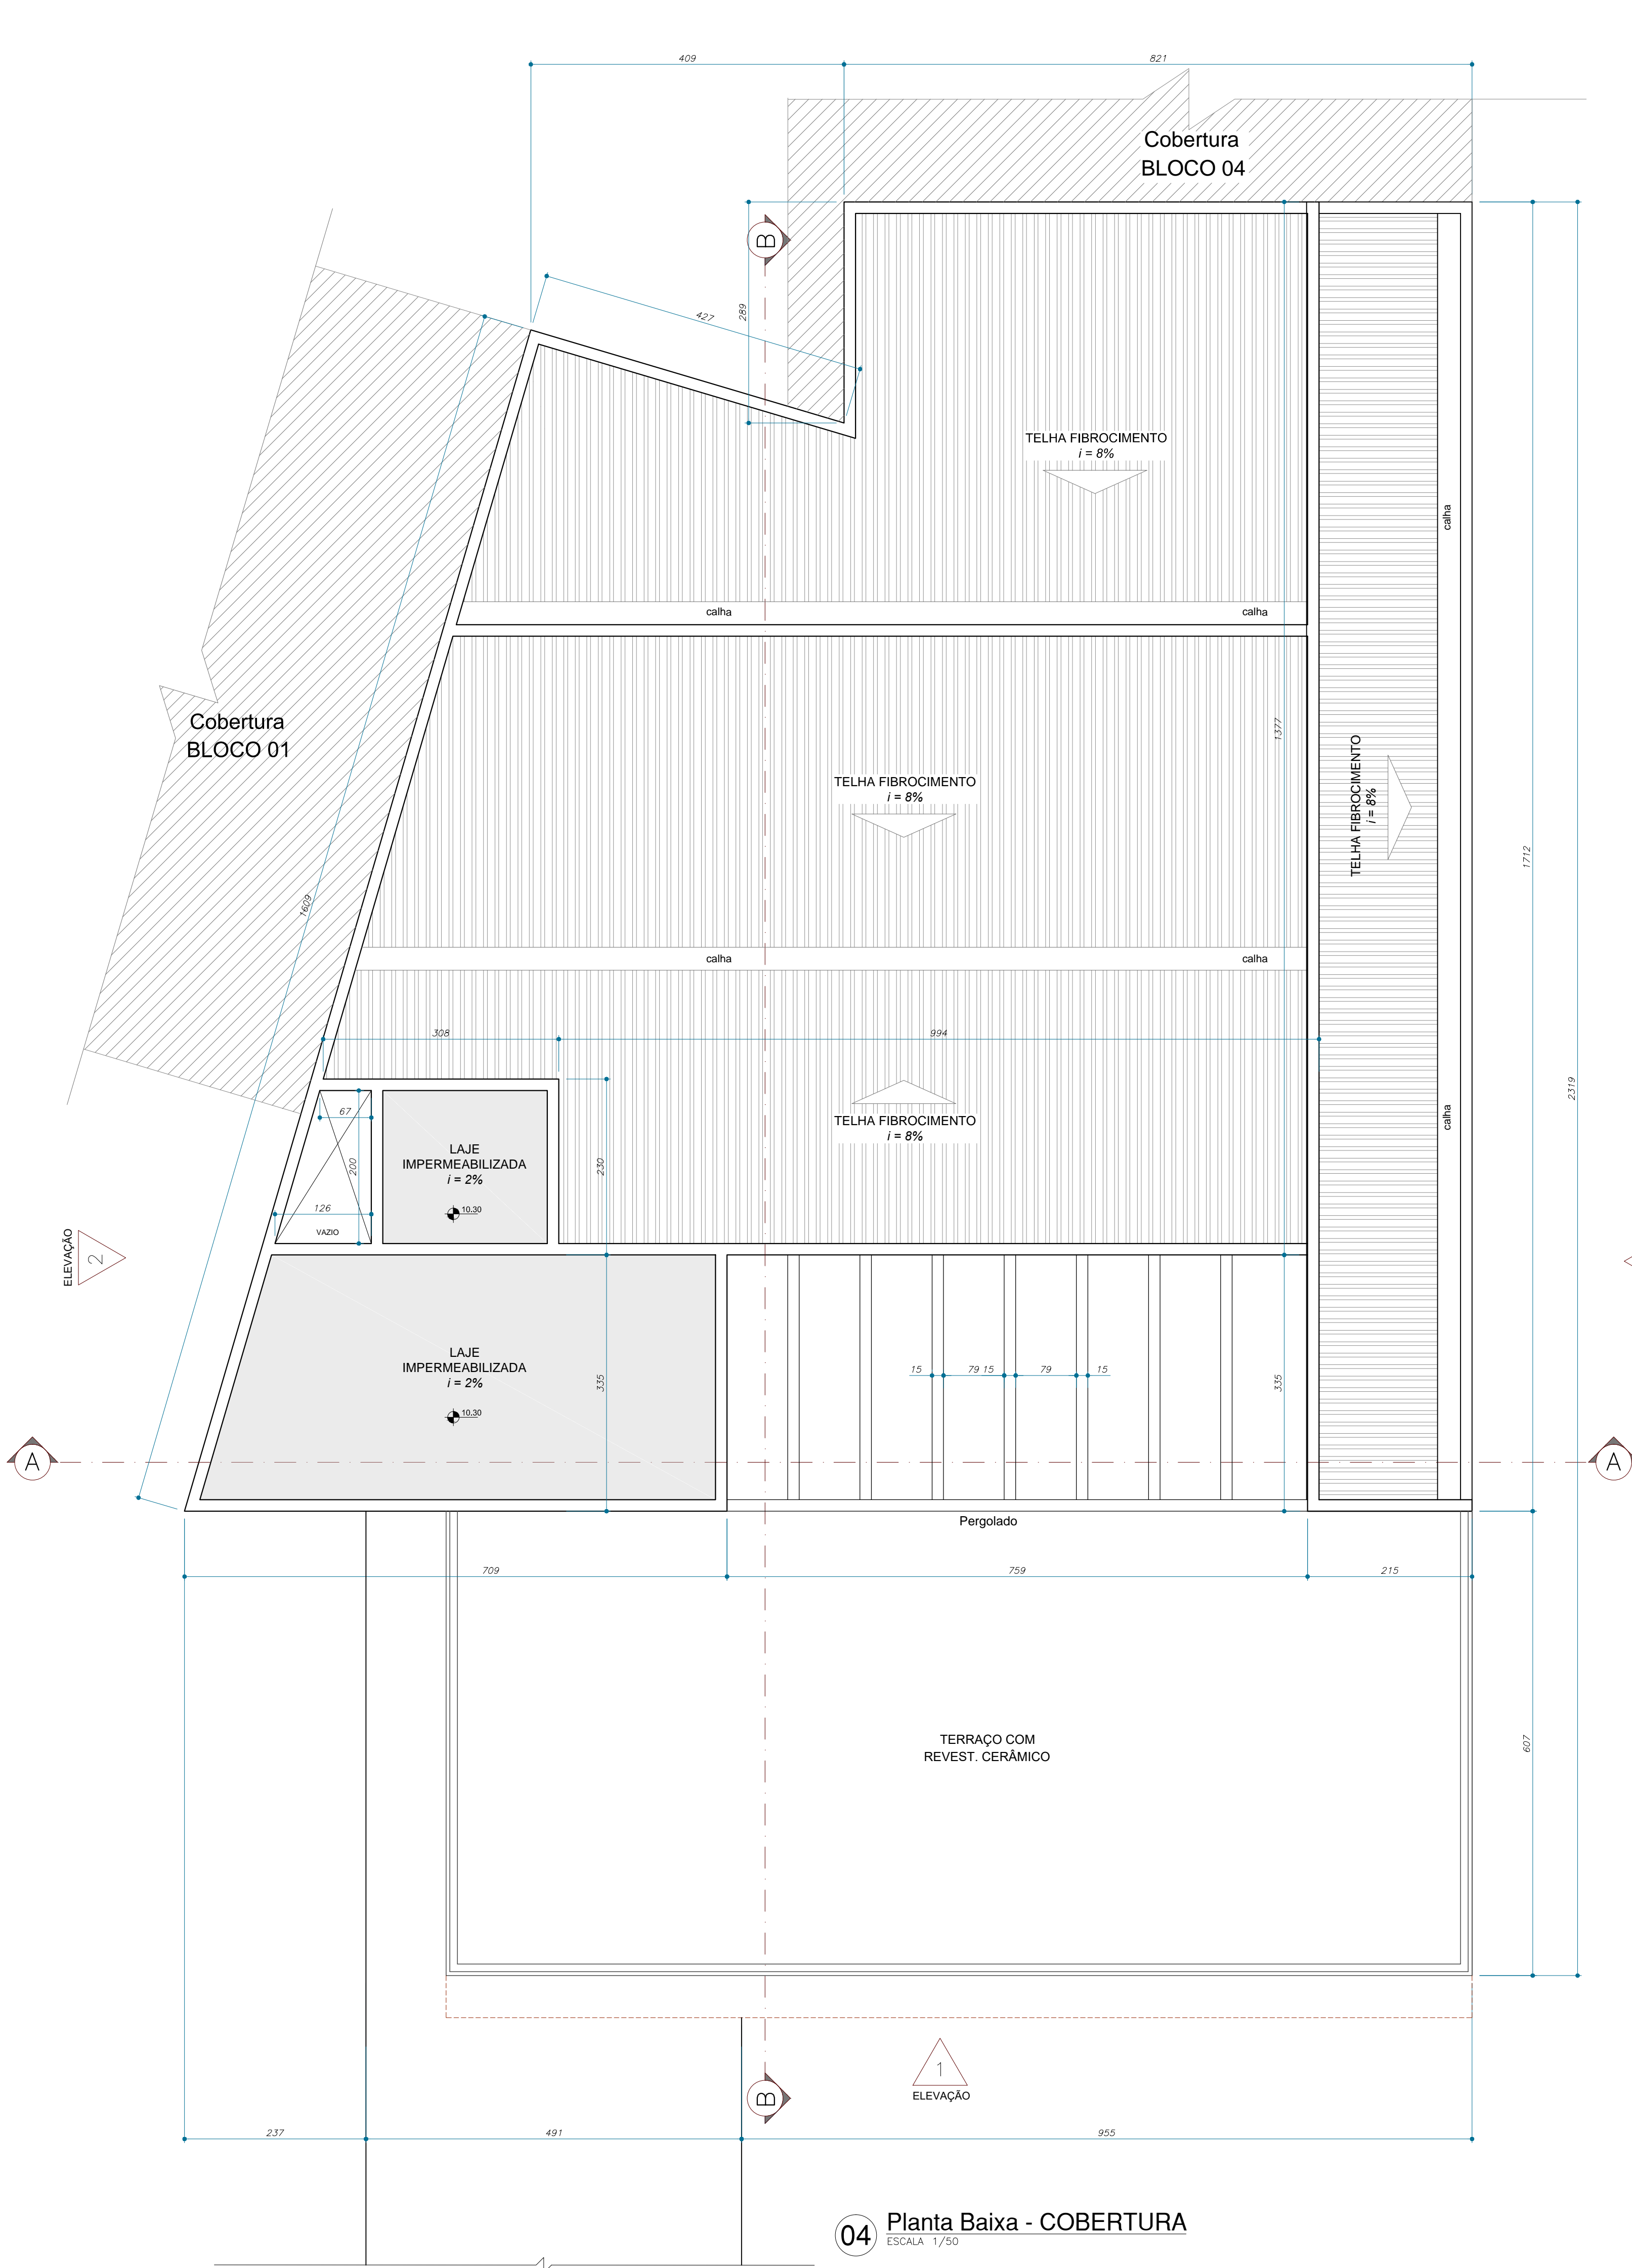 409
821
Cobertura
BLOCO 04
B
289
427
TELHA FIBROCIMENTO
i = 8%
calha
calha
calha
Cobertura
BLOCO 01
1377
TELHA FIBROCIMENTO
i = 8%
TELHA FIBROCIMENTO
i = 8%
1712
1609
calha
calha
308
994
2319
67
calha
TELHA FIBROCIMENTO
i = 8%
LAJE
IMPERMEABILIZADA
i = 2%
200
230
126
10.30
VAZIO
ELEVAÇÃO
2
LAJE
IMPERMEABILIZADA
i = 2%
335
15
79
15
79
15
335
10.30
A
A
Pergolado
709
759
215
TERRAÇO COM
REVEST. CERÂMICO
607
1
ELEVAÇÃO
B
237
491
955
04
Planta Baixa - COBERTURA
ESCALA 1/50